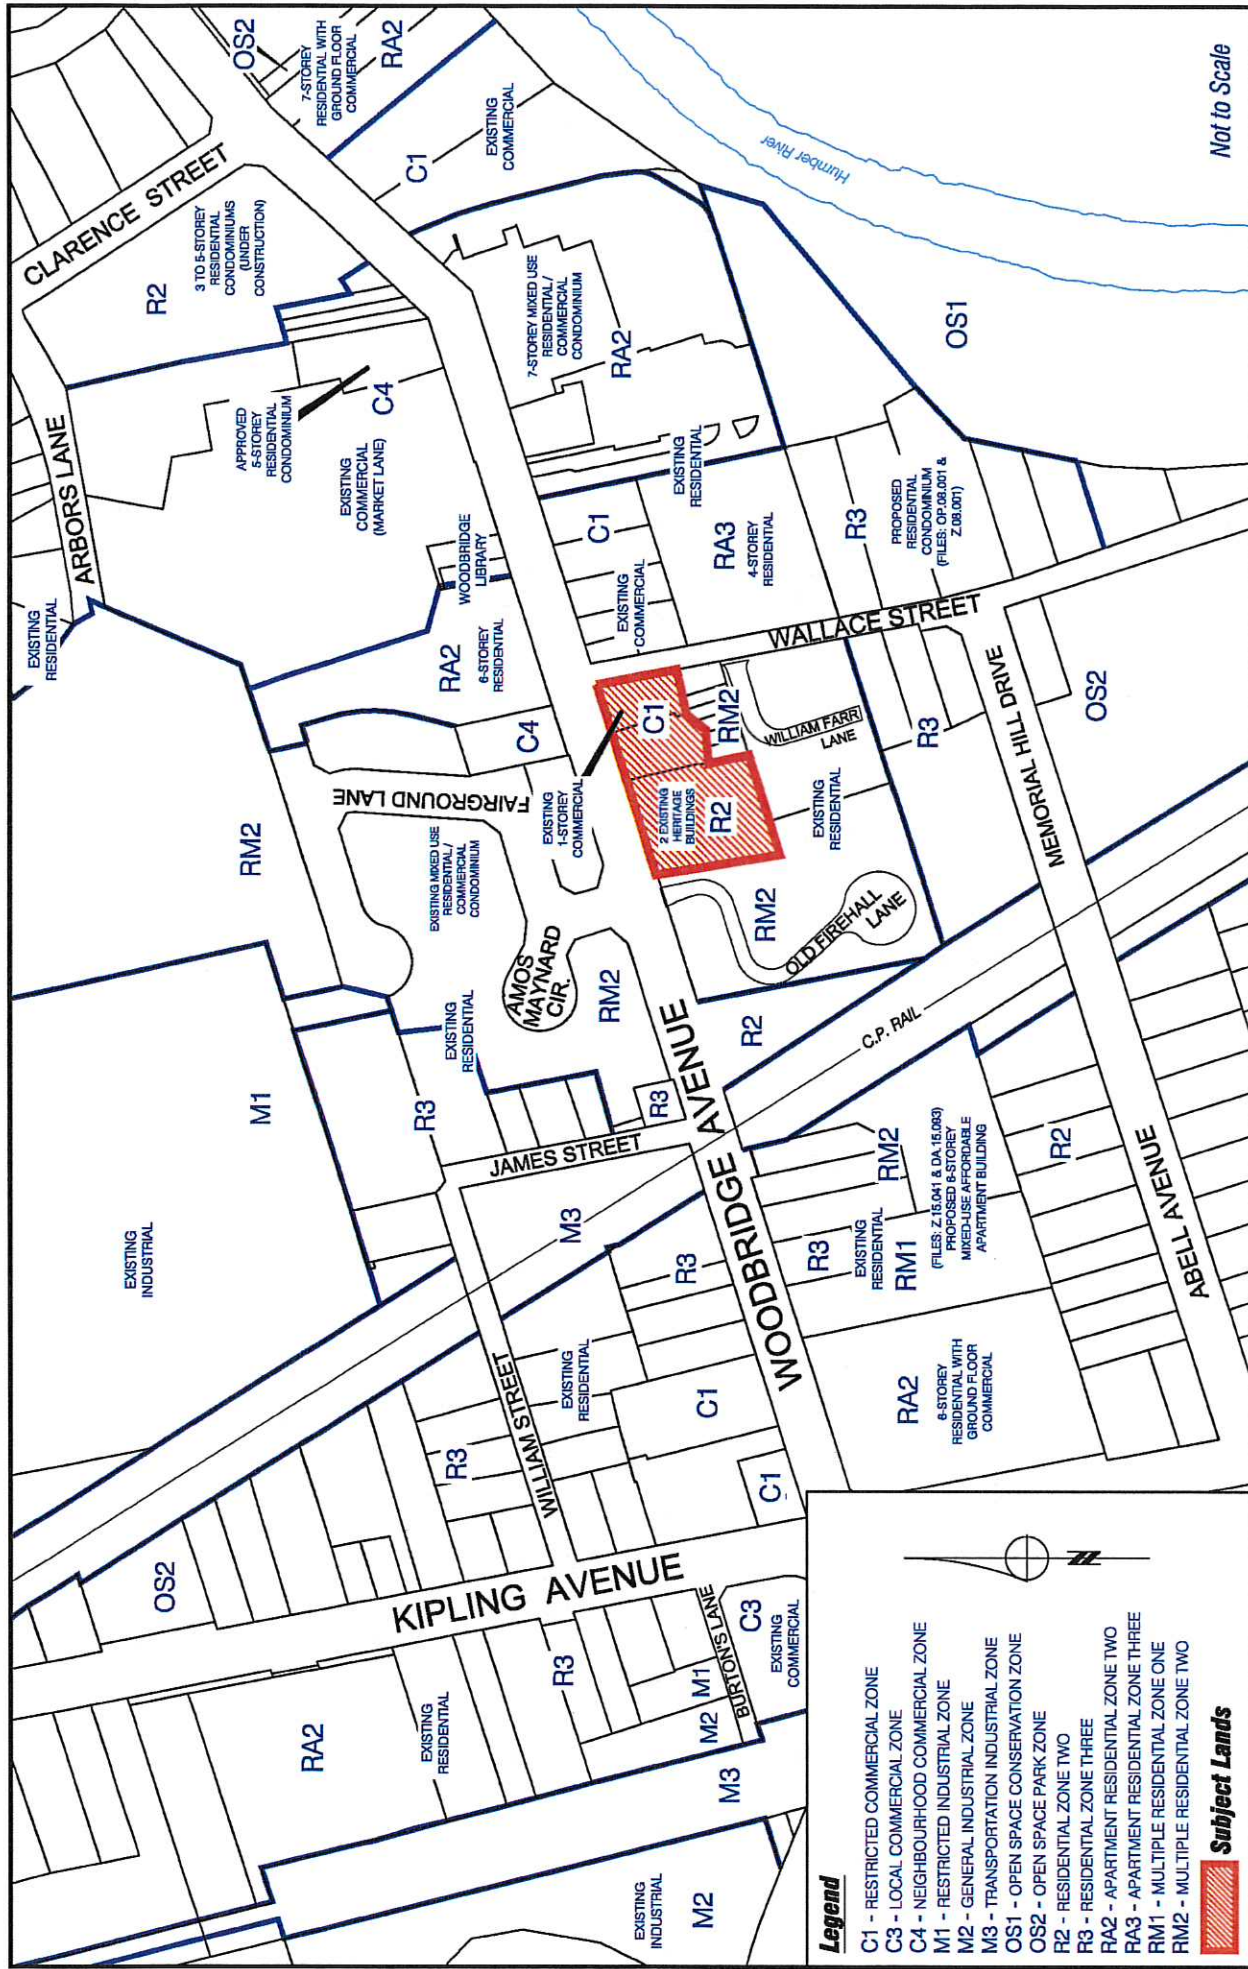 CLARENCE STREET
ARBORS LANE
OS2
7-STOREY
RESIDENTIAL WITH
GROUND FLOOR
COMMERCIAL
RA2
R2
3 TO 5-STOREY
RESIDENTIAL
CONDOMINIUMS
(UNDER
CONSTRUCTION)
C1
EXISTING
COMMERCIAL
Humber River
Not to Scale
APPROVED
5-STOREY
RESIDENTIAL
CONDOMINIUM
C4
EXISTING
COMMERCIAL
(MARKET LANE)
WOODBRIDGE
LIBRARY
7-STOREY MIXED USE
RESIDENTIAL/
COMMERCIAL
CONDOMINIUM
RA2
OS1
EXISTING
RESIDENTIAL
EXISTING
RESIDENTIAL
RA2
6-STOREY
RESIDENTIAL
C4
C1
EXISTING
COMMERCIAL
RA3
4-STOREY
RESIDENTIAL
R3
PROPOSED
RESIDENTIAL
CONDOMINIUM
(FILES: OP.08.001 &
Z.08.001)
WALLACE STREET
FAIRGROUND LANE
RM2
EXISTING MIXED USE
RESIDENTIAL/
COMMERCIAL
CONDOMINIUM
EXISTING
1-STOREY
COMMERCIAL
C1
2 EXISTING
HERITAGE
BUILDINGS
R2
RM2
WILLIAM FARR
LANE
EXISTING
RESIDENTIAL
R3
MEMORIAL HILL DRIVE
OS2
AMOS
MAYNARD
CIR.
RM2
RM2
OLD FIREHALL
LANE
M1
R3
EXISTING
RESIDENTIAL
R3
R2
C.P. RAIL
JAMES STREET
WOODBRIDGE AVENUE
EXISTING
INDUSTRIAL
M3
R3
R3
EXISTING
RESIDENTIAL
RM2
RM1
(FILES: Z.15.041 & DA.15.093)
PROPOSED 6-STOREY
MIXED-USE AFFORDABLE
APARTMENT BUILDING
R2
ABELL AVENUE
WILLIAM STREET
EXISTING
RESIDENTIAL
R3
C1
C1
RA2
6-STOREY
RESIDENTIAL WITH
GROUND FLOOR
COMMERCIAL
OS2
KIPLING AVENUE
R3
BURTON'S LANE
M1
M2
C3
EXISTING
COMMERCIAL
RA2
EXISTING
RESIDENTIAL
M3
EXISTING
INDUSTRIAL
M2
N
Legend
C1 - RESTRICTED COMMERCIAL ZONE
C3 - LOCAL COMMERCIAL ZONE
C4 - NEIGHBOURHOOD COMMERCIAL ZONE
M1 - RESTRICTED INDUSTRIAL ZONE
M2 - GENERAL INDUSTRIAL ZONE
M3 - TRANSPORTATION INDUSTRIAL ZONE
OS1 - OPEN SPACE CONSERVATION ZONE
OS2 - OPEN SPACE PARK ZONE
R2 - RESIDENTIAL ZONE TWO
R3 - RESIDENTIAL ZONE THREE
RA2 - APARTMENT RESIDENTIAL ZONE TWO
RA3 - APARTMENT RESIDENTIAL ZONE THREE
RM1 - MULTIPLE RESIDENTIAL ZONE ONE
RM2 - MULTIPLE RESIDENTIAL ZONE TWO
Subject Lands